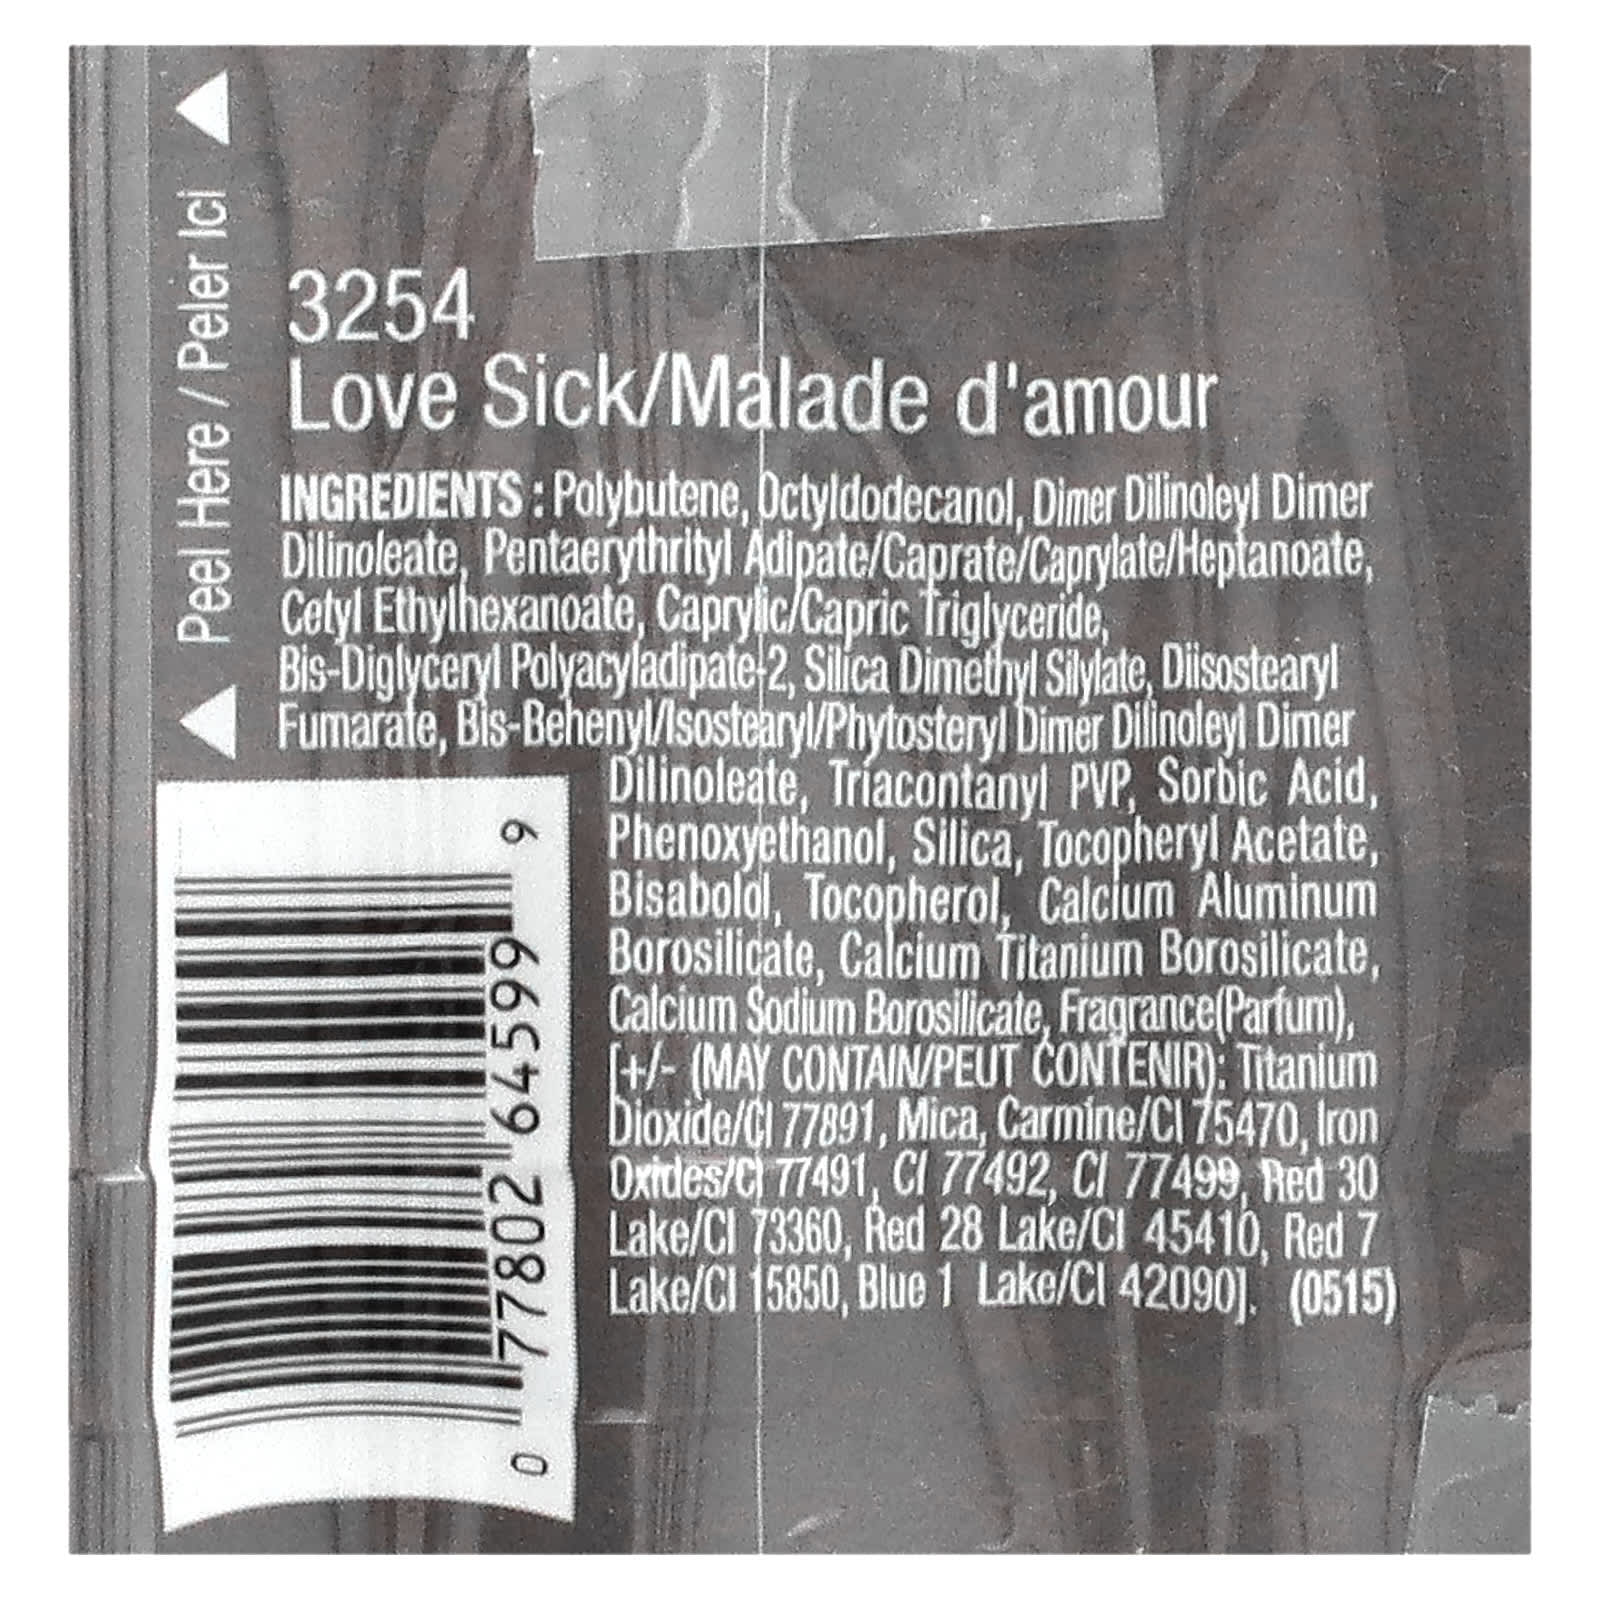 Peel Here / Peler Ici
3254
Love Sick/Malade d'amour
INGREDIENTS : Polybutene, Octyldodecanol, Dimer Dilinoleyl Dimer
Dilinoleate, Pentaerythrityl Adipate/Caprate/Caprylate/Heptanoate,
Cetyl Ethylhexanoate, Caprylic/Capric Triglyceride,
Bis-Diglyceryl Polyacyladipate-2, Silica Dimethyl Silylate, Diisostearyl
Fumarate, Bis-Behenyl/Isostearyl/Phytosteryl Dimer Dilinoleyl Dimer
Dilinoleate, Triacontanyl PVP, Sorbic Acid,
Phenoxyethanol, Silica, Tocopheryl Acetate,
Bisabolol, Tocopherol, Calcium Aluminum
Borosilicate, Calcium Titanium Borosilicate,
Calcium Sodium Borosilicate, Fragrance(Parfum),
[+/- (MAY CONTAIN/PEUT CONTENIR): Titanium
Dioxide/CI 77891, Mica, Carmine/CI 75470, Iron
Oxides/CI 77491, CI 77492, CI 77499, Red 30
Lake/CI 73360, Red 28 Lake/CI 45410, Red 7
Lake/CI 15850, Blue 1 Lake/CI 42090]. (0515)
0 77802 64599 9